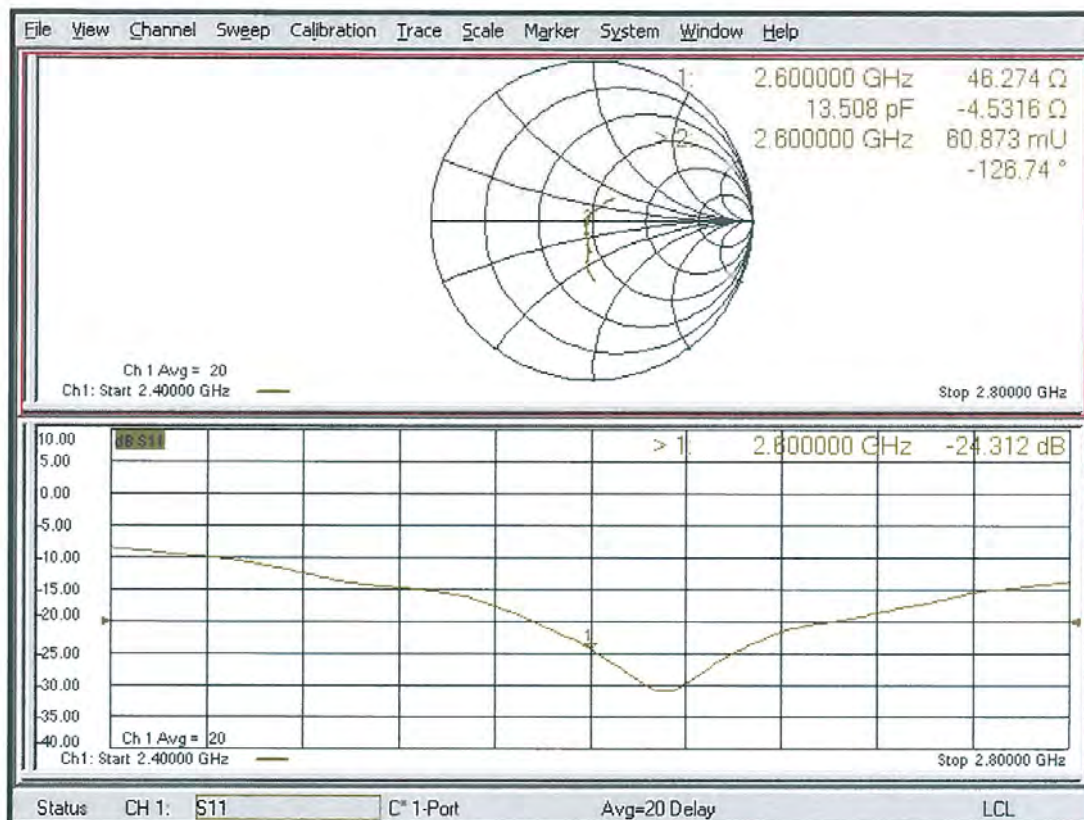 File View Channel Sweep Calibration Trace Scale Marker System Window Help
1: 2.600000 GHz 46.274 Ω
13.508 pF -4.5316 Ω
> 2: 2.600000 GHz 60.873 mU
-126.74 °
Ch 1 Avg = 20
Ch1: Start 2.40000 GHz
Stop 2.80000 GHz
10.00
dB S11
> 1: 2.600000 GHz -24.312 dB
5.00
0.00
-5.00
-10.00
-15.00
-20.00
-25.00
1
-30.00
-35.00
-40.00
Ch 1 Avg = 20
Ch1: Start 2.40000 GHz
Stop 2.80000 GHz
Status CH 1: S11 C* 1-Port Avg=20 Delay LCL